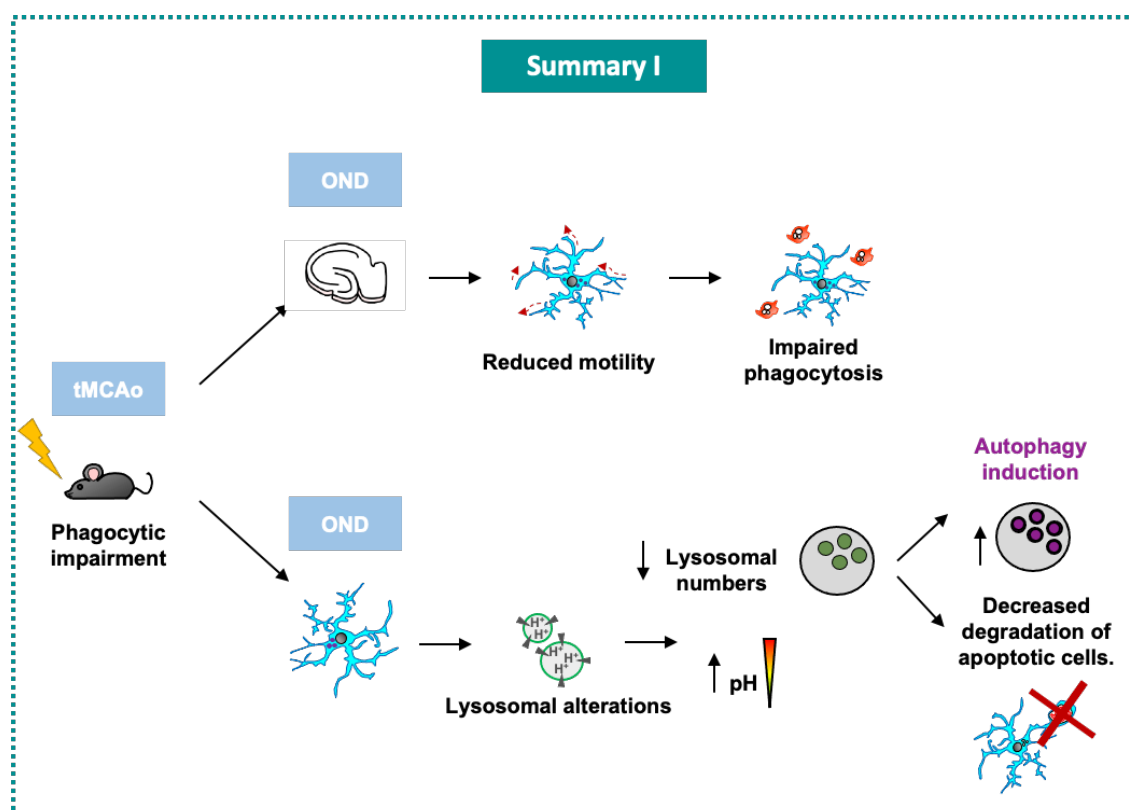 Summary I
OND
Reduced motility
Impaired
phagocytosis
tMCAo
Phagocytic
impairment
OND
H⁺
H⁺
H⁺
H⁺
H⁺
Lysosomal alterations
Lysosomal
numbers
pH
Autophagy
induction
Decreased
degradation of
apoptotic cells.